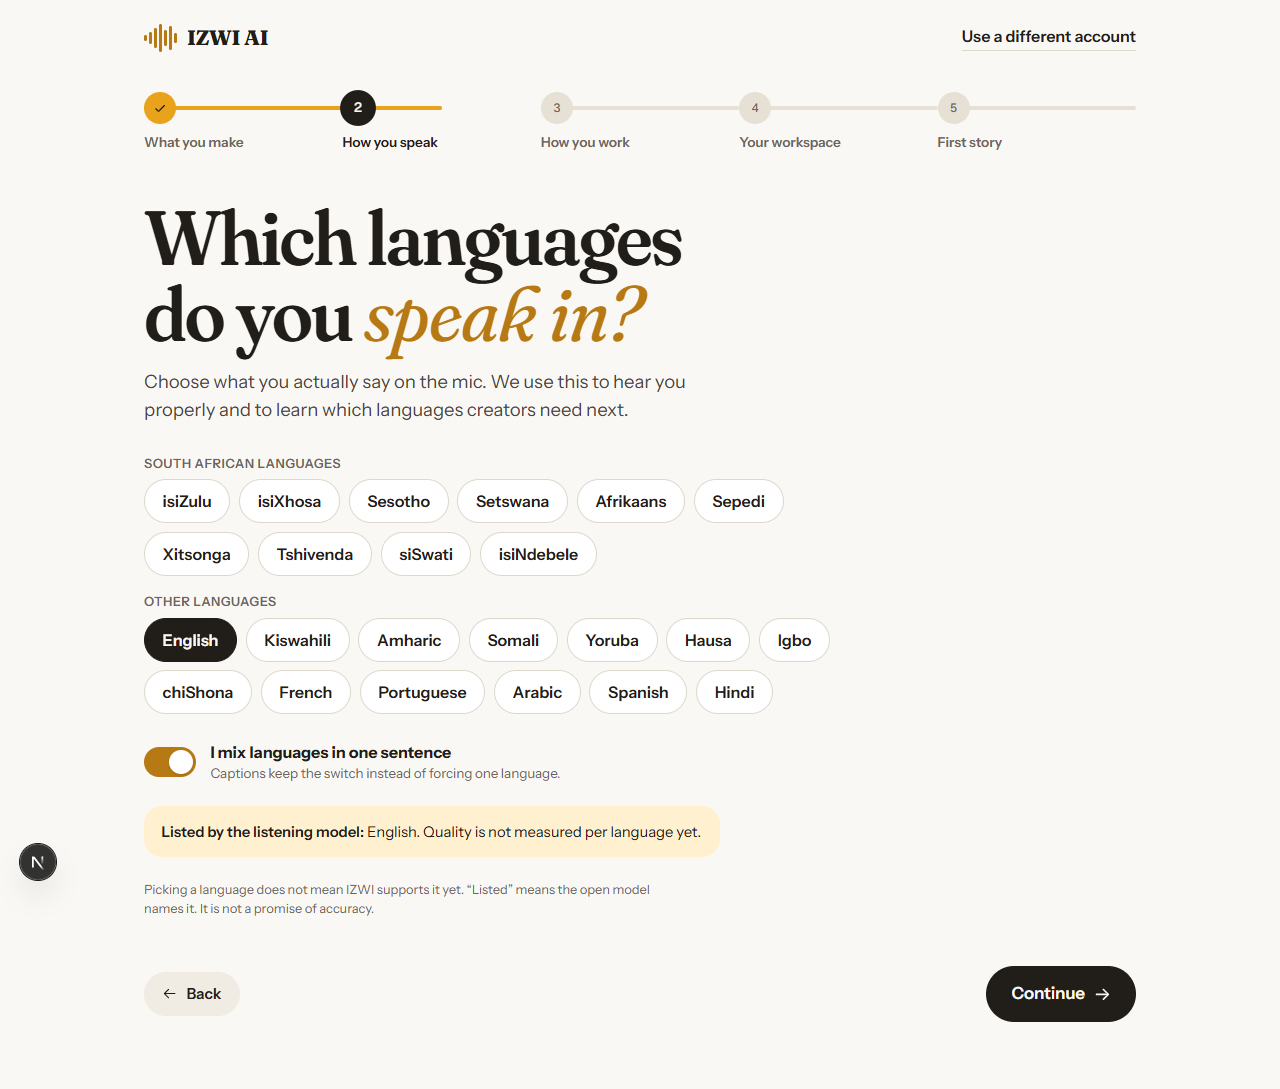 IZWI AI
Use a different account
2
3
4
5
What you make
How you speak
How you work
Your workspace
First story
Which languages
do you speak in?
Choose what you actually say on the mic. We use this to hear you
properly and to learn which languages creators need next.
SOUTH AFRICAN LANGUAGES
isiZulu
isiXhosa
Sesotho
Setswana
Afrikaans
Sepedi
Xitsonga
Tshivenda
siSwati
isiNdebele
OTHER LANGUAGES
English
Kiswahili
Amharic
Somali
Yoruba
Hausa
Igbo
chiShona
French
Portuguese
Arabic
Spanish
Hindi
I mix languages in one sentence
Captions keep the switch instead of forcing one language.
Listed by the listening model: English. Quality is not measured per language yet.
N
Picking a language does not mean IZWI supports it yet. “Listed” means the open model
names it. It is not a promise of accuracy.
← Back
Continue →